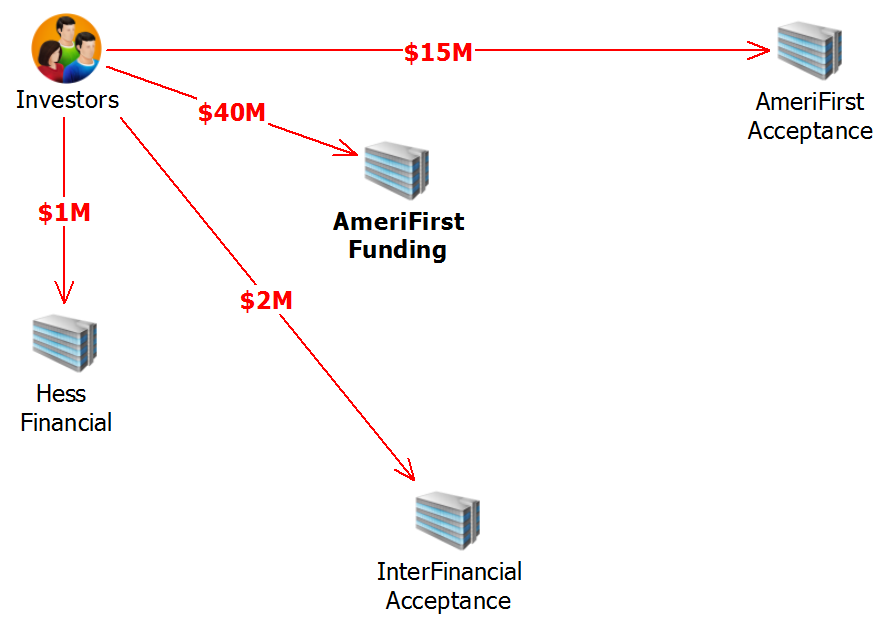 $15M
Investors
AmeriFirst
Acceptance
$40M
AmeriFirst
Funding
$1M
$2M
Hess
Financial
InterFinancial
Acceptance